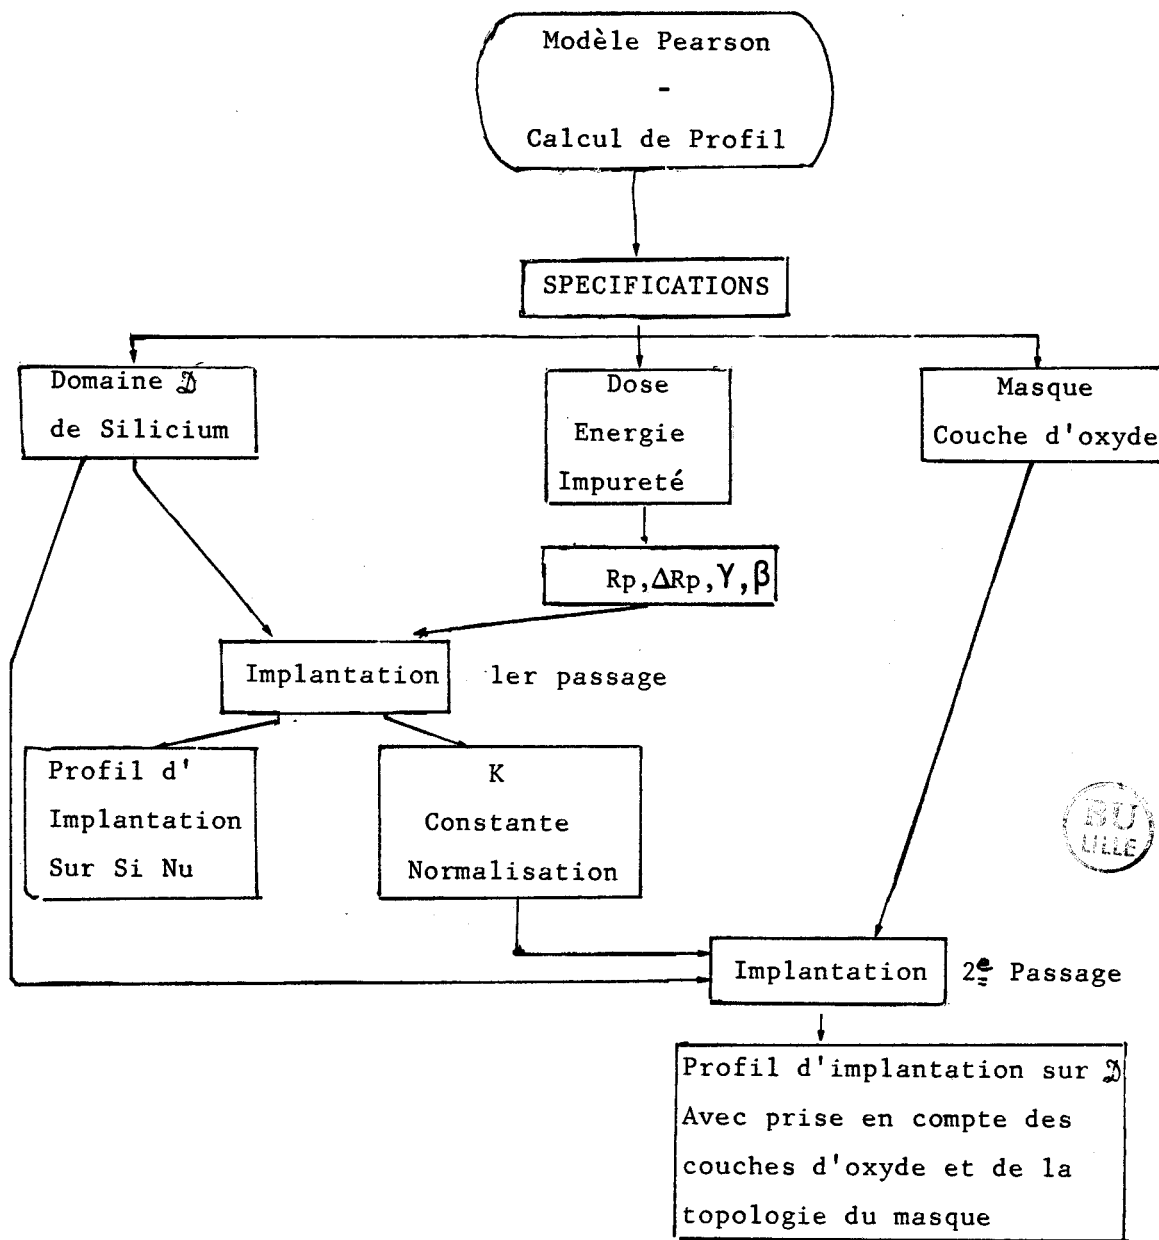 Modèle Pearson
-
Calcul de Profil
SPECIFICATIONS
Domaine 𝔇
de Silicium
Dose
Energie
Impureté
Masque
Couche d'oxyde
Rp, ΔRp, γ, β
Implantation
1er passage
Profil d'
Implantation
Sur Si Nu
K
Constante
Normalisation
BU
LILLE
Implantation
2e Passage
Profil d'implantation sur 𝔇
Avec prise en compte des
couches d'oxyde et de la
topologie du masque